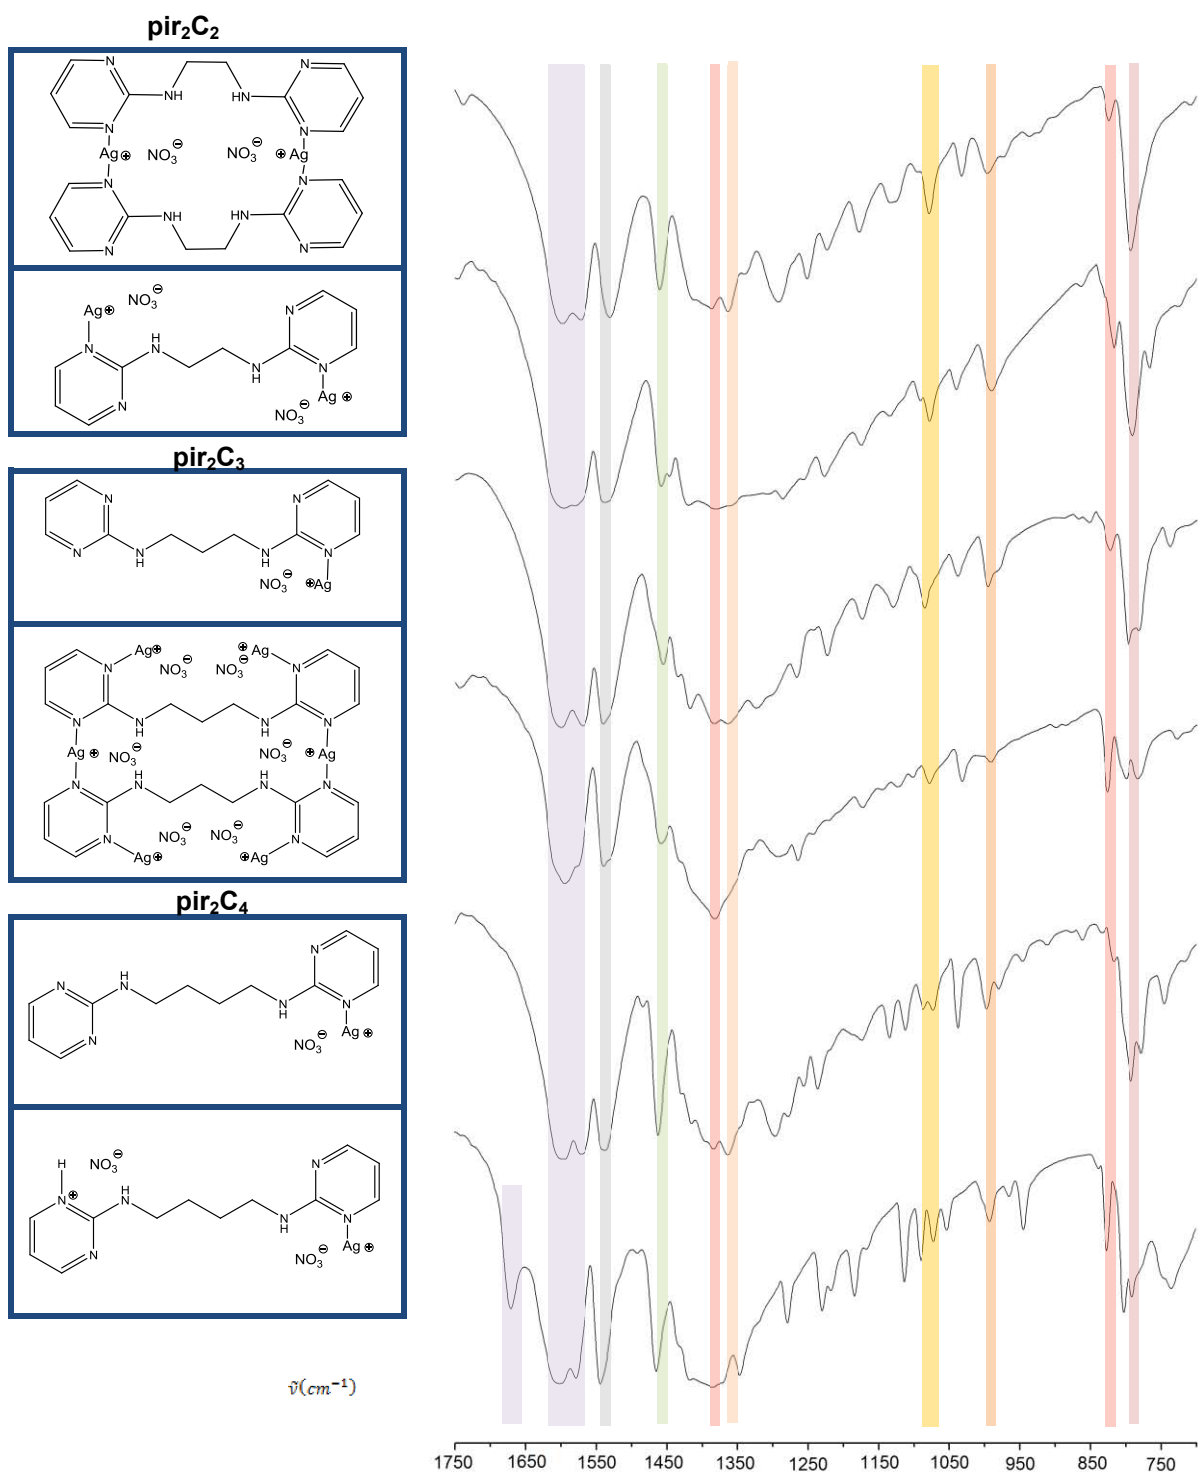 pir₂C₂
N N
NH HN
N N
Ag⊕ NO₃⊖ NO₃⊖ ⊕Ag
N N
NH HN
N N
Ag⊕ NO₃⊖
N
H
N N N
N H N
Ag⊕
NO₃⊖
pir₂C₃
N N
N N N N
H H
NO₃⊖ ⊕Ag
Ag⊕ ⊕Ag
N NO₃⊖ NO₃⊖ N
N N N N
H H
Ag⊕ NO₃⊖ NO₃⊖ ⊕Ag
H H
N N N N
N NO₃⊖ NO₃⊖ N
Ag⊕ ⊕Ag
pir₂C₄
N
H
N N
N N
H
N NO₃⊖ Ag⊕
H NO₃⊖
N
H
N⊕ N
N N
H
N NO₃⊖ Ag⊕
ṽ(cm⁻¹)
1750 1650 1550 1450 1350 1250 1150 1050 950 850 750